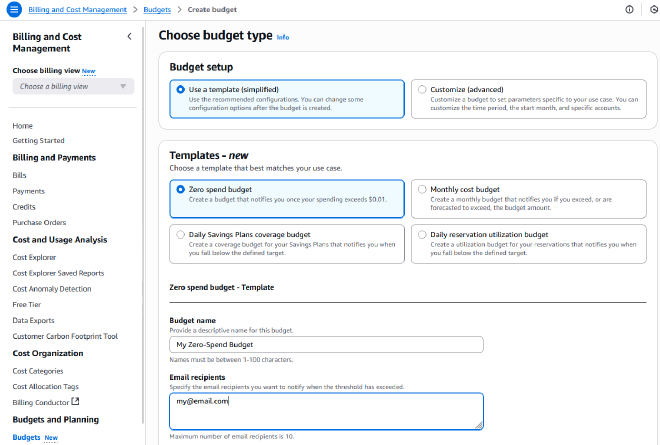 Billing and Cost Management > Budgets > Create budget
Billing and Cost
Management
Choose billing view New
Choose a billing view
Home
Getting Started
Billing and Payments
Bills
Payments
Credits
Purchase Orders
Cost and Usage Analysis
Cost Explorer
Cost Explorer Saved Reports
Cost Anomaly Detection
Free Tier
Data Exports
Customer Carbon Footprint Tool
Cost Organization
Cost Categories
Cost Allocation Tags
Billing Conductor
Budgets and Planning
Budgets New
Choose budget type Info
Budget setup
Use a template (simplified)
Use the recommended configurations. You can change some
configuration options after the budget is created.
Customize (advanced)
Customize a budget to set parameters specific to your use case. You can
customize the time period, the start month, and specific accounts.
Templates - new
Choose a template that best matches your use case.
Zero spend budget
Create a budget that notifies you once your spending exceeds $0.01.
Monthly cost budget
Create a monthly budget that notifies you if you exceed, or are
forecasted to exceed, the budget amount.
Daily Savings Plans coverage budget
Create a coverage budget for your Savings Plans that notifies you when
you fall below the defined target.
Daily reservation utilization budget
Create a utilization budget for your reservations that notifies you when
you fall below the defined target.
Zero spend budget - Template
Budget name
Provide a descriptive name for this budget.
My Zero-Spend Budget
Names must be between 1-100 characters.
Email recipients
Specify the email recipients you want to notify when the threshold has exceeded.
my@email.com
Maximum number of email recipients is 10.